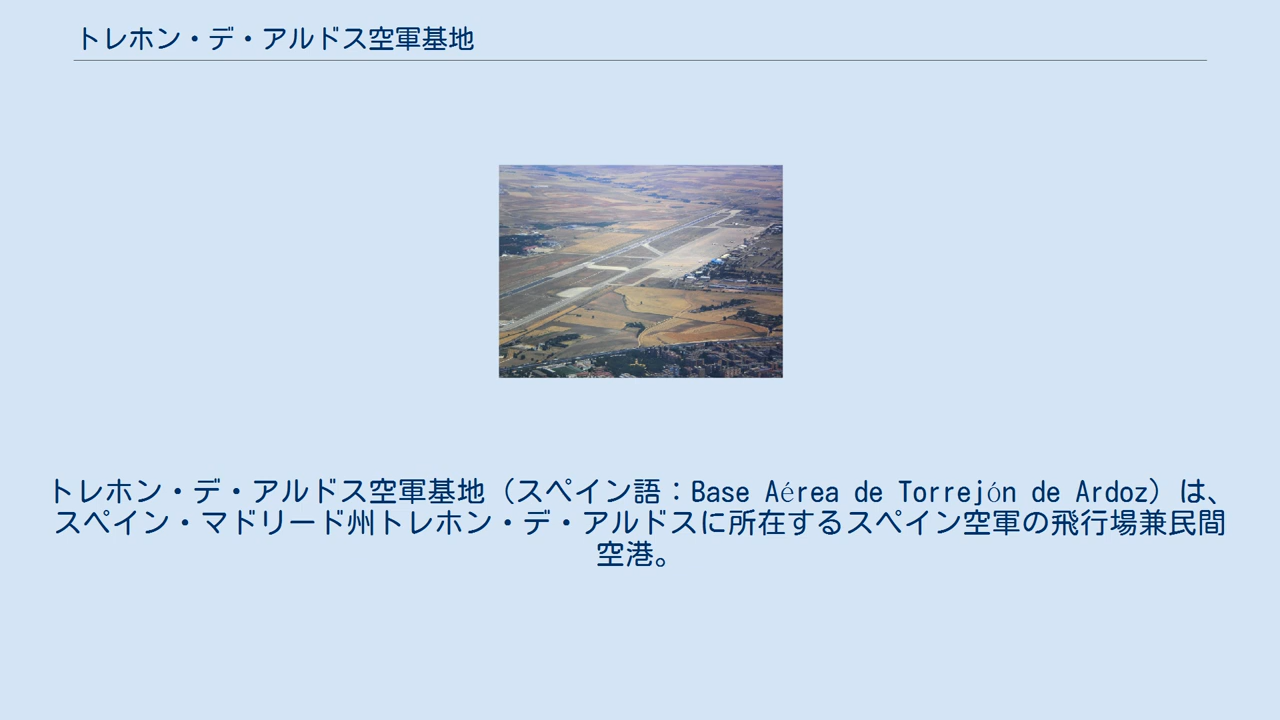 トレホン・デ・アルドス空軍基地
トレホン・デ・アルドス空軍基地（スペイン語：Base Aérea de Torrejón de Ardoz）は、
スペイン・マドリード州トレホン・デ・アルドスに所在するスペイン空軍の飛行場兼民間
空港。